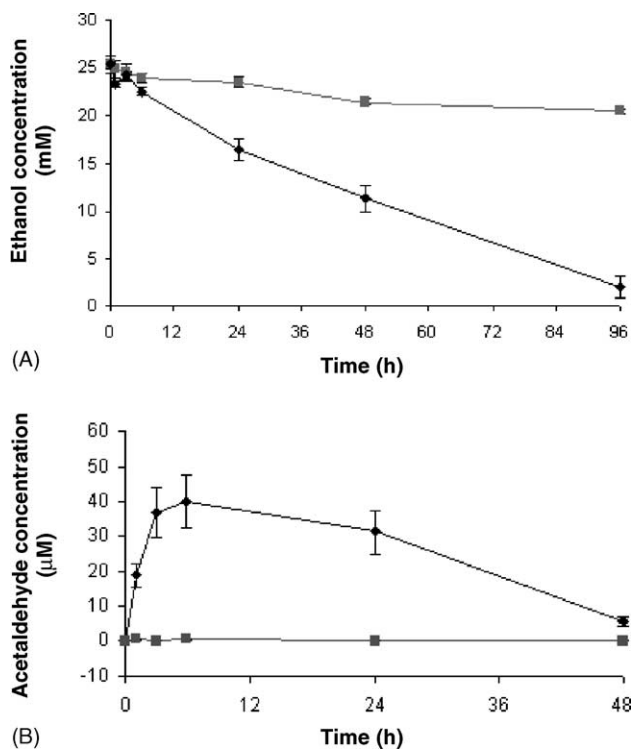 30
25
20
15
10
5
0
Ethanol concentration
(mM)
0 12 24 36 48 60 72 84 96
Time (h)
(A)
60
50
40
30
20
10
0
-10
Acetaldehyde concentration
(µM)
0 12 24 36 48
Time (h)
(B)